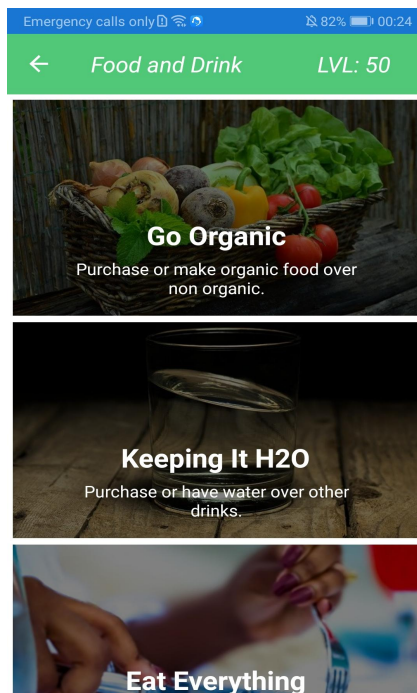 Emergency calls only 82% 00:24
Food and Drink LVL: 50
Go Organic
Purchase or make organic food over
non organic.
Keeping It H2O
Purchase or have water over other
drinks.
Eat Everything